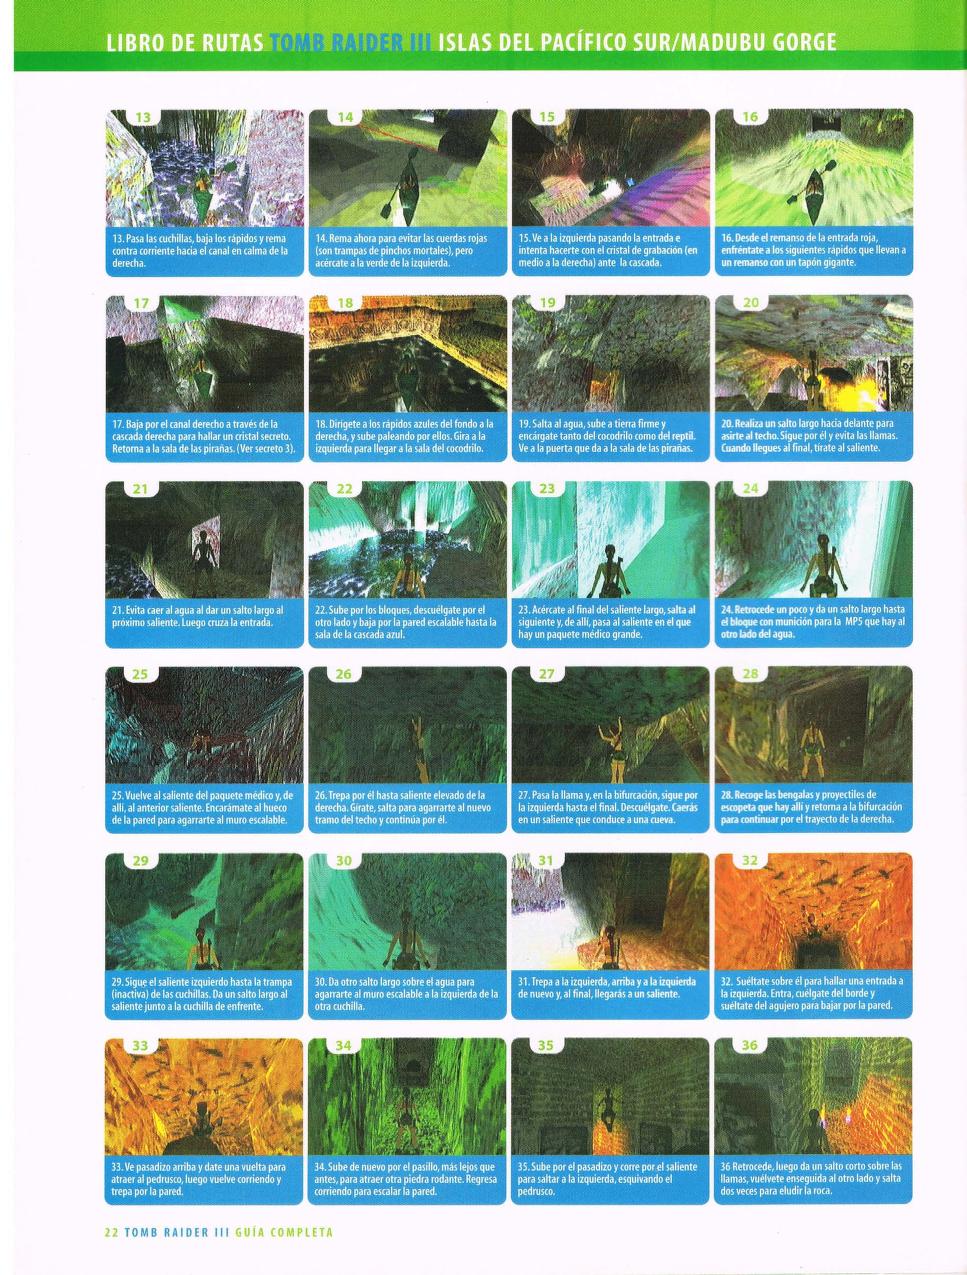 LIBRO DE RUTAS TOMB RAIDER III ISLAS DEL PACÍFICO SUR/MADUBU GORGE
13
13. Pasa las cuchillas, baja los rápidos y rema
contra corriente hacia el canal en calma de la
derecha.
14
14. Rema ahora para evitar las cuerdas rojas
(son trampas de pinchos mortales), pero
acércate a la verde de la izquierda.
15
15. Ve a la izquierda pasando la entrada e
intenta hacerte con el cristal de grabación (en
medio a la derecha) ante la cascada.
16
16. Desde el remanso de la entrada roja,
enfréntate a los siguientes rápidos que llevan a
un remanso con un tapón gigante.
17
17. Baja por el canal derecho a través de la
cascada derecha para hallar un cristal secreto.
Retorna a la sala de las pirañas. (Ver secreto 3).
18
18. Dirígete a los rápidos azules del fondo a la
derecha, y sube paleando por ellos. Gira a la
izquierda para llegar a la sala del cocodrilo.
19
19. Salta al agua, sube a tierra firme y
encárgate tanto del cocodrilo como del reptil.
Ve a la puerta que da a la sala de las pirañas.
20
20. Realiza un salto largo hacia delante para
asirte al techo. Sigue por él y evita las llamas.
Cuando llegues al final, tírate al saliente.
21
21. Evita caer al agua al dar un salto largo al
próximo saliente. Luego cruza la entrada.
22
22. Sube por los bloques, descuélgate por el
otro lado y baja por la pared escalable hasta la
sala de la cascada azul.
23
23. Acércate al final del saliente largo, salta al
siguiente y, de allí, pasa al saliente en el que
hay un paquete médico grande.
24
24. Retrocede un poco y da un salto largo hasta
el bloque con munición para la MP5 que hay al
otro lado del agua.
25
25. Vuelve al saliente del paquete médico y, de
allí, al anterior saliente. Encarámate al hueco
de la pared para agarrarte al muro escalable.
26
26. Trepa por él hasta saliente elevado de la
derecha. Gírate, salta para agarrarte al nuevo
tramo del techo y continúa por él.
27
27. Pasa la llama y, en la bifurcación, sigue por
la izquierda hasta el final. Descuélgate. Caerás
en un saliente que conduce a una cueva.
28
28. Recoge las bengalas y proyectiles de
escopeta que hay allí y retorna a la bifurcación
para continuar por el trayecto de la derecha.
29
29. Sigue el saliente izquierdo hasta la trampa
(inactiva) de las cuchillas. Da un salto largo al
saliente junto a la cuchilla de enfrente.
30
30. Da otro salto largo sobre el agua para
agarrarte al muro escalable a la izquierda de la
otra cuchilla.
31
31. Trepa a la izquierda, arriba y a la izquierda
de nuevo y, al final, llegarás a un saliente.
32
32. Suéltate sobre él para hallar una entrada a
la izquierda. Entra, cuélgate del borde y
suéltate del agujero para bajar por la pared.
33
33. Ve pasadizo arriba y date una vuelta para
atraer al pedrusco, luego vuelve corriendo y
trepa por la pared.
34
34. Sube de nuevo por el pasillo, más lejos que
antes, para atraer otra piedra rodante. Regresa
corriendo para escalar la pared.
35
35. Sube por el pasadizo y corre por el saliente
para saltar a la izquierda, esquivando el
pedrusco.
36
36 Retrocede, luego da un salto corto sobre las
llamas, vuélvete enseguida al otro lado y salta
dos veces para eludir la roca.
22 TOMB RAIDER III GUÍA COMPLETA